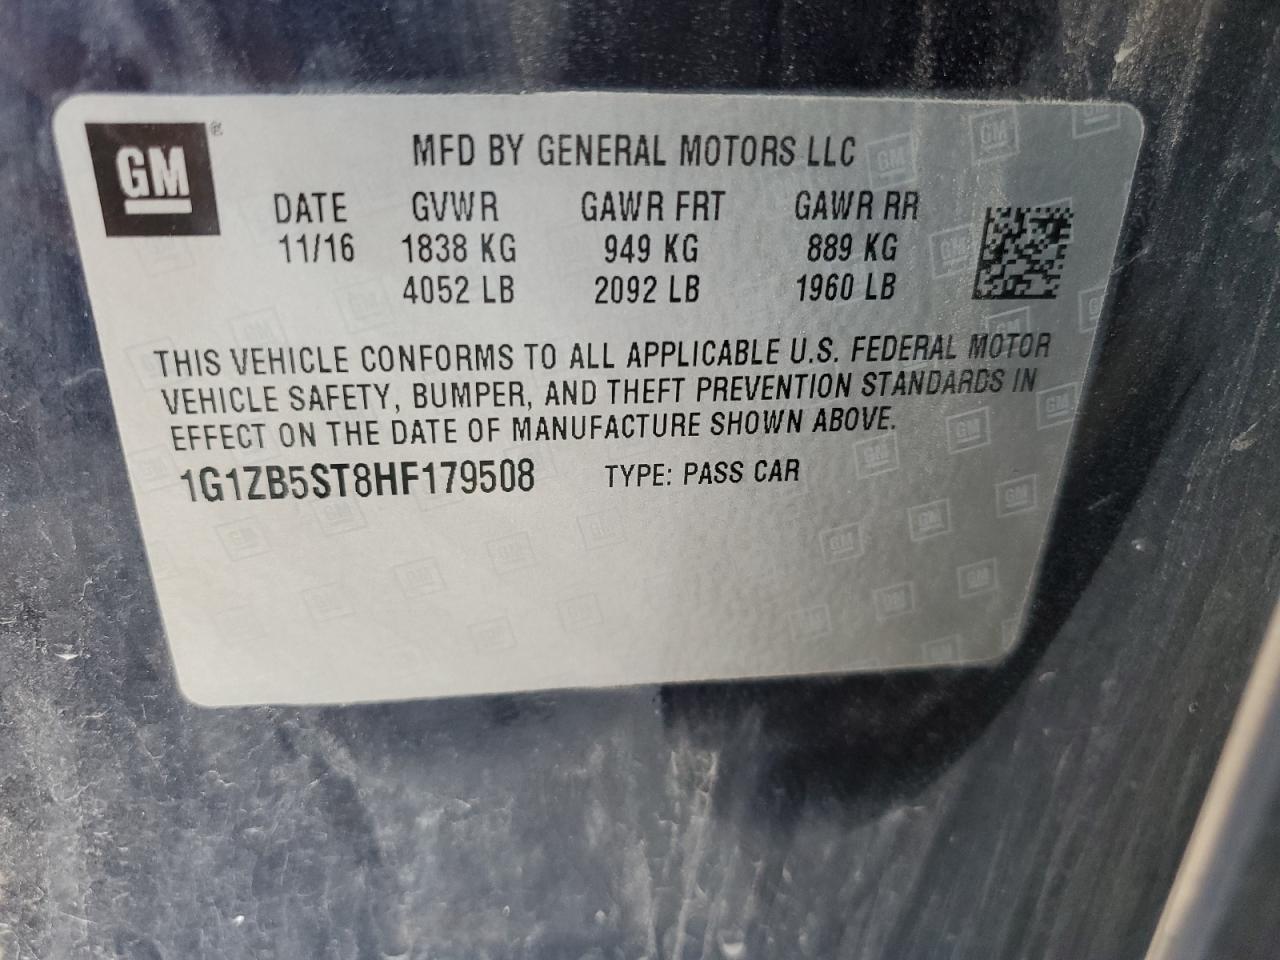 GM®
MFD BY GENERAL MOTORS LLC
DATE GVWR GAWR FRT GAWR RR
11/16 1838 KG 949 KG 889 KG
4052 LB 2092 LB 1960 LB
THIS VEHICLE CONFORMS TO ALL APPLICABLE U.S. FEDERAL MOTOR
VEHICLE SAFETY, BUMPER, AND THEFT PREVENTION STANDARDS IN
EFFECT ON THE DATE OF MANUFACTURE SHOWN ABOVE.
1G1ZB5ST8HF179508 TYPE: PASS CAR